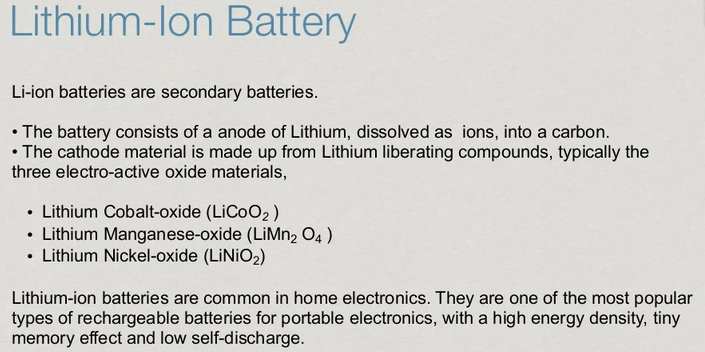 Lithium-Ion Battery
Li-ion batteries are secondary batteries.
• The battery consists of a anode of Lithium, dissolved as ions, into a carbon.
• The cathode material is made up from Lithium liberating compounds, typically the
three electro-active oxide materials,
• Lithium Cobalt-oxide (LiCoO₂ )
• Lithium Manganese-oxide (LiMn₂ O₄ )
• Lithium Nickel-oxide (LiNiO₂)
Lithium-ion batteries are common in home electronics. They are one of the most popular
types of rechargeable batteries for portable electronics, with a high energy density, tiny
memory effect and low self-discharge.